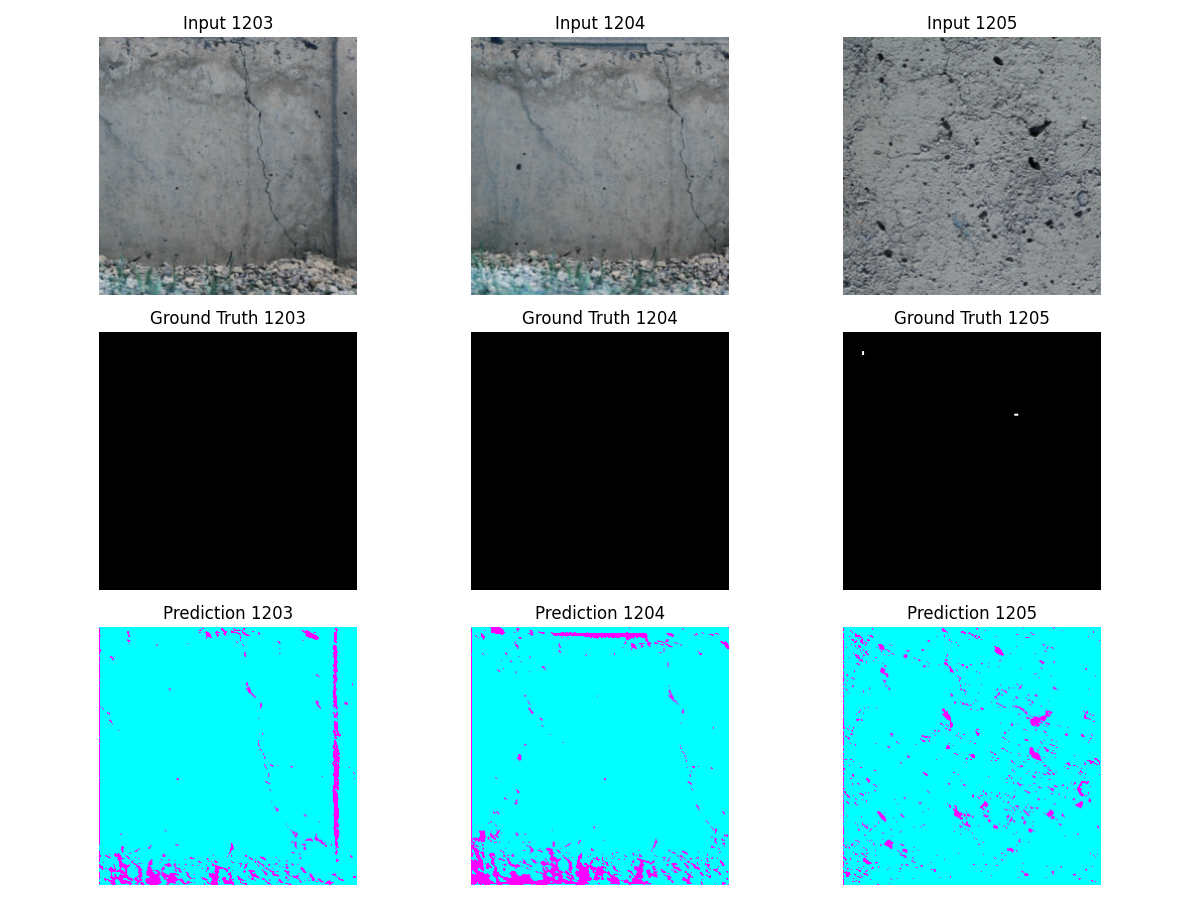 Input 1203
Input 1204
Input 1205
Ground Truth 1203
Ground Truth 1204
Ground Truth 1205
Prediction 1203
Prediction 1204
Prediction 1205